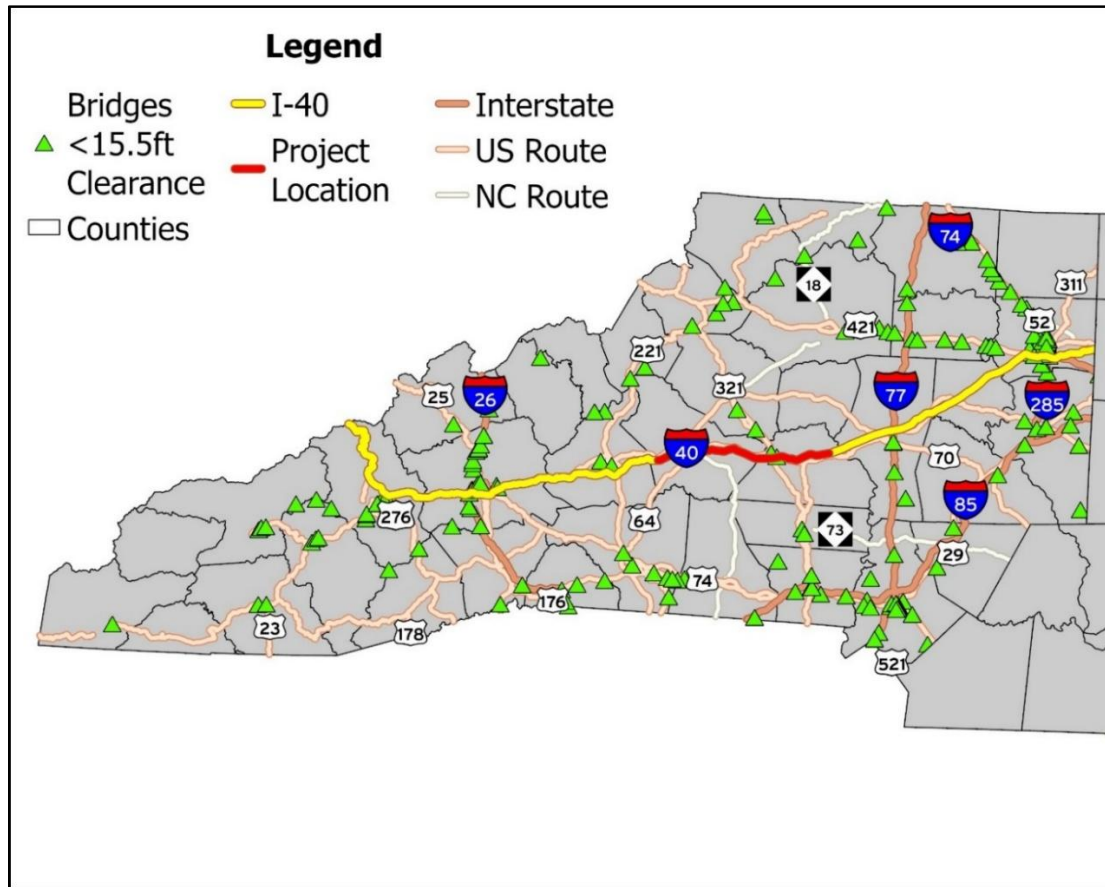 Legend
Bridges
<15.5ft
Clearance
Counties
I-40
Project
Location
Interstate
US Route
NC Route
74
18
311
52
421
221
321
25
26
77
285
40
70
85
276
64
73
29
74
176
23
178
521